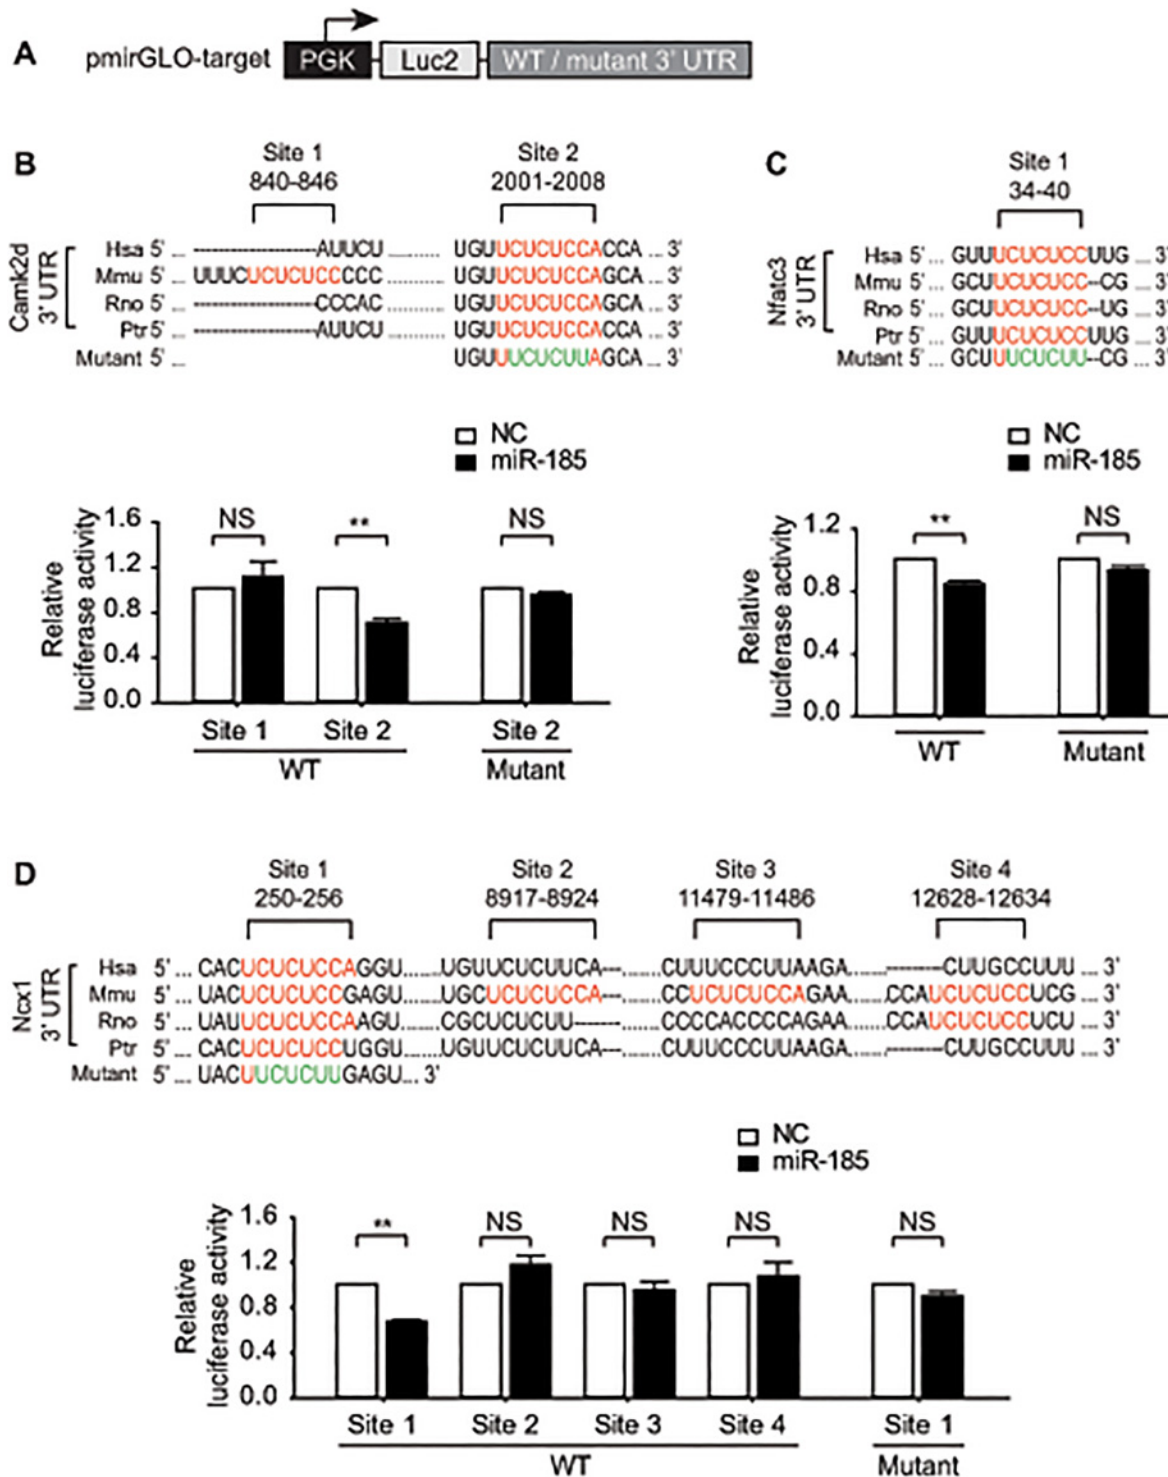 A
pmirGLO-target PGK Luc2 WT / mutant 3' UTR
B
Site 1
840-846
Site 2
2001-2008
Camk2d
3' UTR
Hsa 5' ... --------------------AUUCU .......... UGUUCUCUCCACCA ... 3'
Mmu 5' ... UUUCUCUCUCCCCC .......... UGUUCUCUCCAGCA ... 3'
Rno 5' ... --------------------CCCAC .......... UGUUCUCUCCAGCA ... 3'
Ptr 5' ... --------------------AUUCU .......... UGUUCUCUCCACCA ... 3'
Mutant 5' ... UGUUUCUCUUAGCA ... 3'
NC
miR-185
Relative
luciferase activity
1.6
1.2
0.8
0.4
0.0
NS
**
NS
Site 1
Site 2
Site 2
WT
Mutant
C
Site 1
34-40
Nfatc3
3' UTR
Hsa 5' ... GUUUCUCUCCUUG ... 3'
Mmu 5' ... GCUUCUCUCC--CG ... 3'
Rno 5' ... GCUUCUCUCC--UG ... 3'
Ptr 5' ... GUUUCUCUCCUUG ... 3'
Mutant 5' ... GCUUUCUCUU--CG ... 3'
NC
miR-185
Relative
luciferase activity
1.2
0.8
0.4
0.0
**
NS
WT
Mutant
D
Site 1
250-256
Site 2
8917-8924
Site 3
11479-11486
Site 4
12628-12634
Ncx1
3' UTR
Hsa 5' ... CACUCUCUCCAGGU ...... UGUUCUCUUCA--- ...... CUUUCCCUUAAGA ...... ---------CUUGCCUUU ... 3'
Mmu 5' ... UACUCUCUCCGAGU ...... UGCUCUCUCCA--- ...... CCUCUCUCCAGAA ...... CCAUCUCUCCUCG ... 3'
Rno 5' ... UAUUCUCUCCAAGU ...... CGCUCUCUU------- ...... CCCCACCCCAGAA ...... CCAUCUCUCCUCU ... 3'
Ptr 5' ... CACUCUCUCCUGGU ...... UGUUCUCUUCA--- ...... CUUUCCCUUAAGA ...... ---------CUUGCCUUU ... 3'
Mutant 5' ... UACUUCUCUUGAGU ... 3'
NC
miR-185
Relative
luciferase activity
1.6
1.2
0.8
0.4
0.0
**
NS
NS
NS
NS
Site 1
Site 2
Site 3
Site 4
Site 1
WT
Mutant